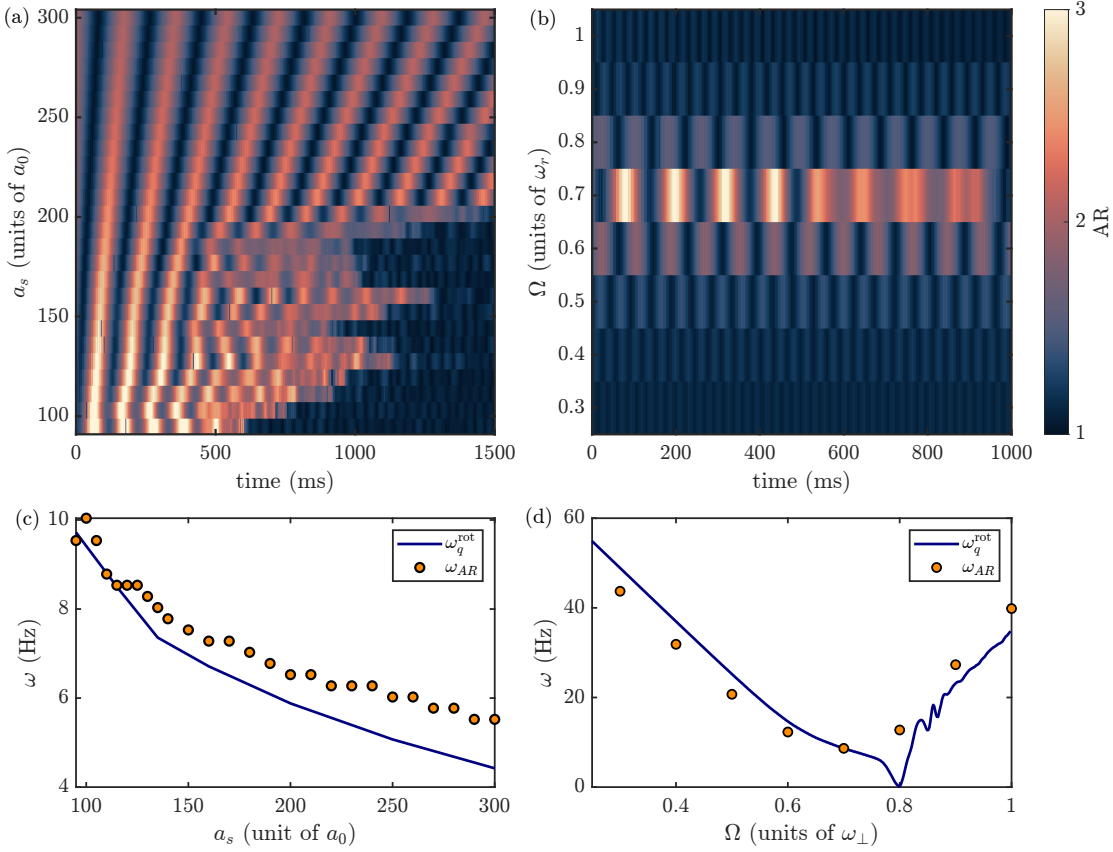 (a)
300
250
200
150
100
a_s (units of a_0)
0
500
1000
1500
time (ms)
(b)
1
0.9
0.8
0.7
0.6
0.5
0.4
0.3
Ω (units of ω_r)
0
200
400
600
800
1000
time (ms)
3
2
1
AR
(c)
10
8
6
4
ω (Hz)
ω_q^rot
ω_AR
100
150
200
250
300
a_s (unit of a_0)
(d)
60
40
20
0
ω (Hz)
ω_q^rot
ω_AR
0.4
0.6
0.8
1
Ω (units of ω_⊥)